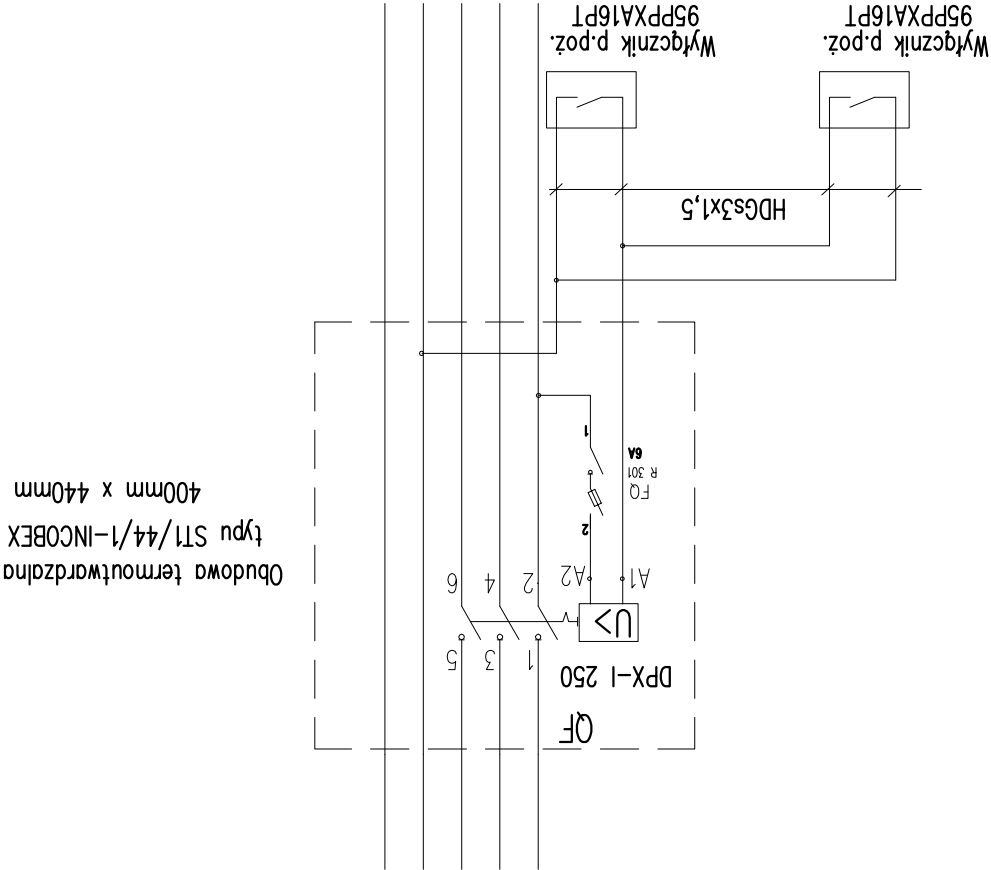 QF
DPX-I 250
1 3 5
U<
A1 A2 2 4 6
Obudowa termoutwardzalna
typu ST1/44/1-INCOBEX
400mm x 440mm
2
FQ
R 301
6A
1
HDGs3x1,5
Wyłącznik p.poż.
95PPXA16PT
Wyłącznik p.poż.
95PPXA16PT